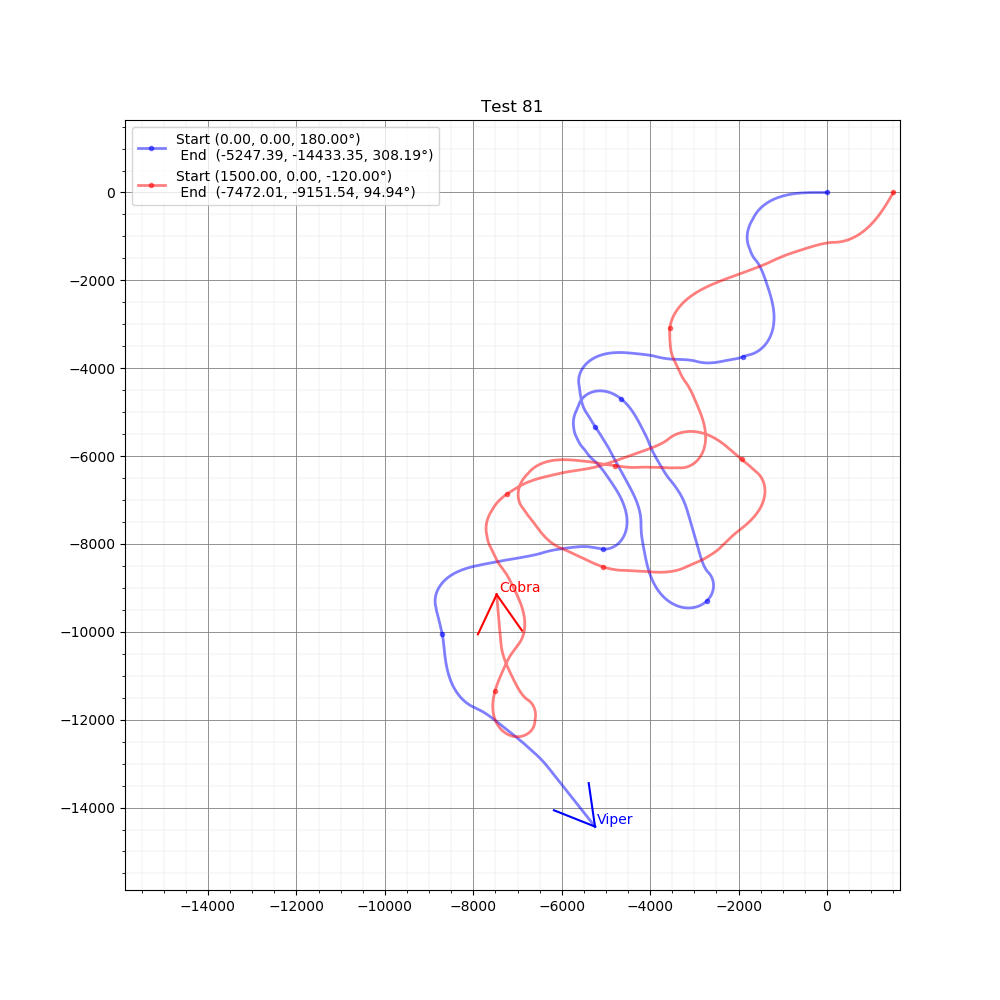 Test 81
Start (0.00, 0.00, 180.00°)
End  (-5247.39, -14433.35, 308.19°)
Start (1500.00, 0.00, -120.00°)
End  (-7472.01, -9151.54, 94.94°)
0
−2000
−4000
−6000
−8000
−10000
−12000
−14000
Cobra
Viper
−14000 −12000 −10000 −8000 −6000 −4000 −2000 0